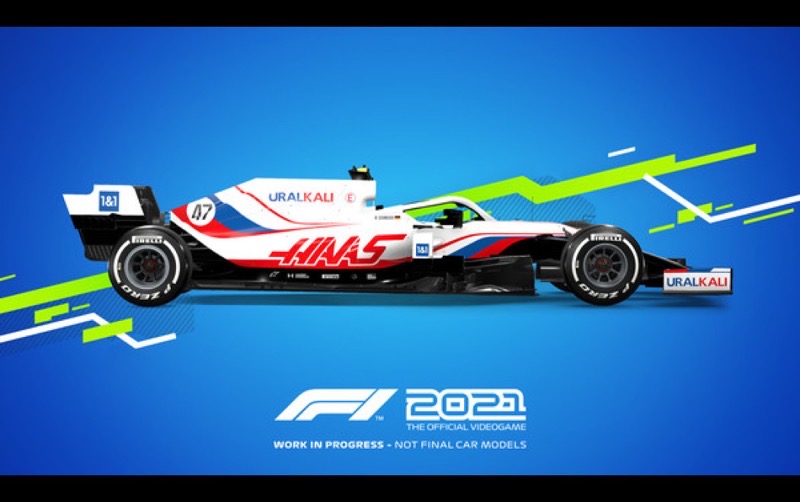 1&1
URALKALI
47
HAAS
1&1
PIRELLI
P ZERO
PIRELLI
P ZERO
URALKALI
F1™ 2021
THE OFFICIAL VIDEOGAME
WORK IN PROGRESS - NOT FINAL CAR MODELS